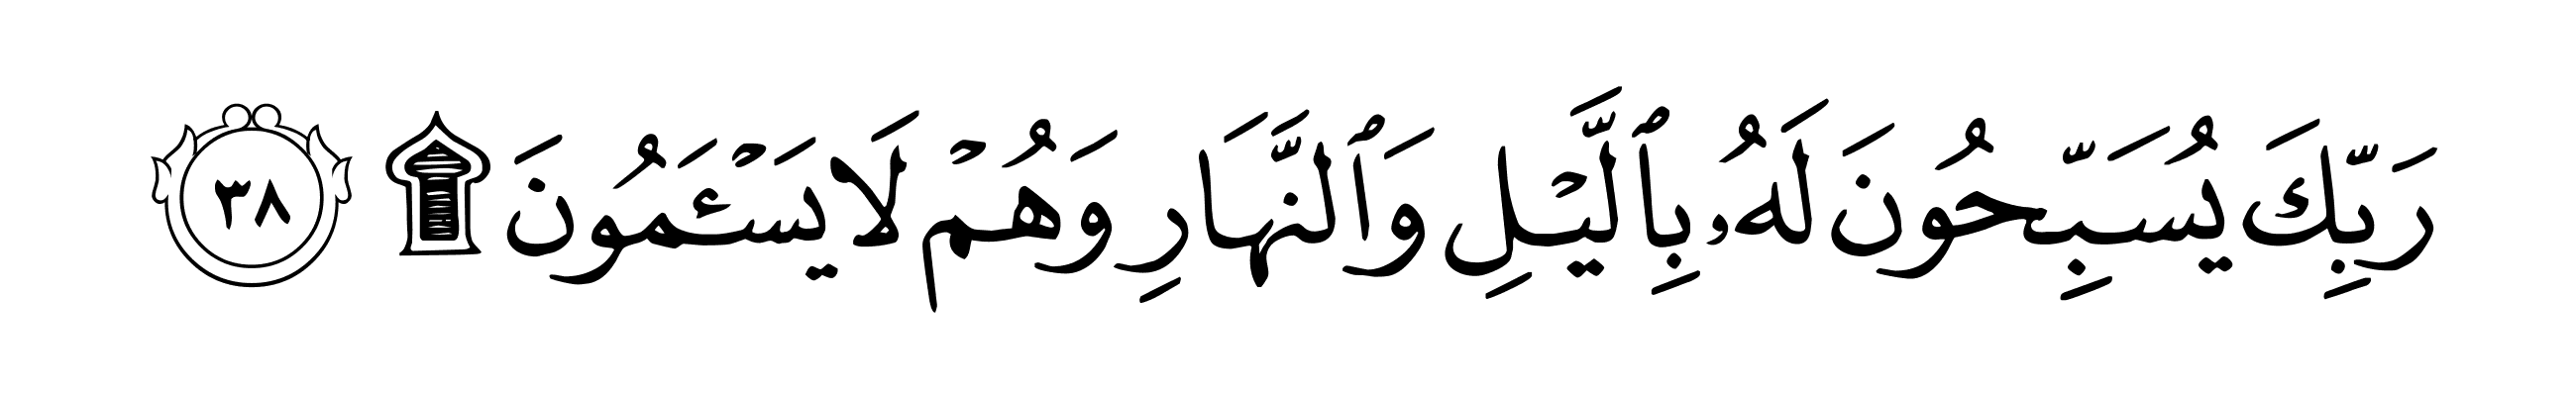 رَبِّكَ يُسَبِّحُونَ لَهُۥ بِٱلَّيۡلِ وَٱلنَّهَارِ وَهُمۡ لَا يَسۡـَٔمُونَ ۩ ٣٨